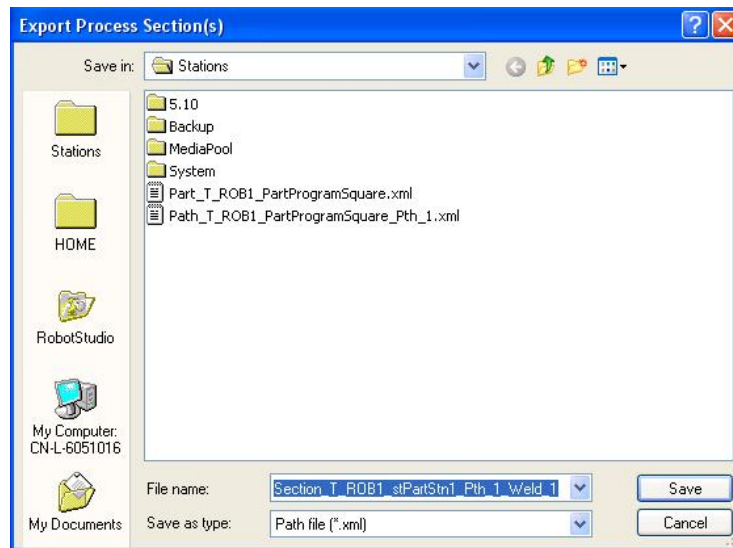 Export Process Section(s)
Save in:
Stations
Stations
HOME
RobotStudio
My Computer:
CN-L-6051016
My Documents
5.10
Backup
MediaPool
System
Part_T_ROB1_PartProgramSquare.xml
Path_T_ROB1_PartProgramSquare_Pth_1.xml
File name:
Section_T_ROB1_stPartStn1_Pth_1_Weld_1
Save
Save as type:
Path file (*.xml)
Cancel